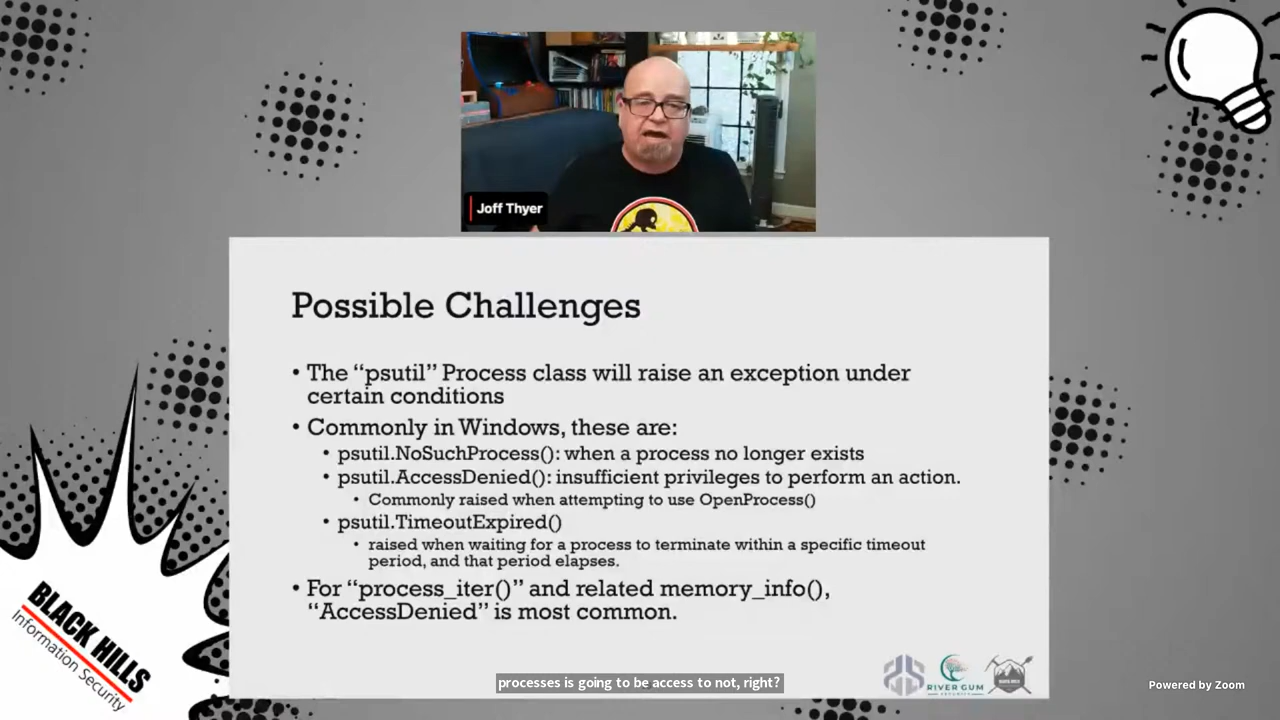 Joff Thyer
Possible Challenges
• The “psutil” Process class will raise an exception under
certain conditions
• Commonly in Windows, these are:
• psutil.NoSuchProcess(): when a process no longer exists
• psutil.AccessDenied(): insufficient privileges to perform an action.
• Commonly raised when attempting to use OpenProcess()
• psutil.TimeoutExpired()
• raised when waiting for a process to terminate within a specific timeout
period, and that period elapses.
• For “process_iter()” and related memory_info(),
“AccessDenied” is most common.
BLACK HILLS
Information Security
RIVER GUM
processes is going to be access to not, right?
Powered by Zoom